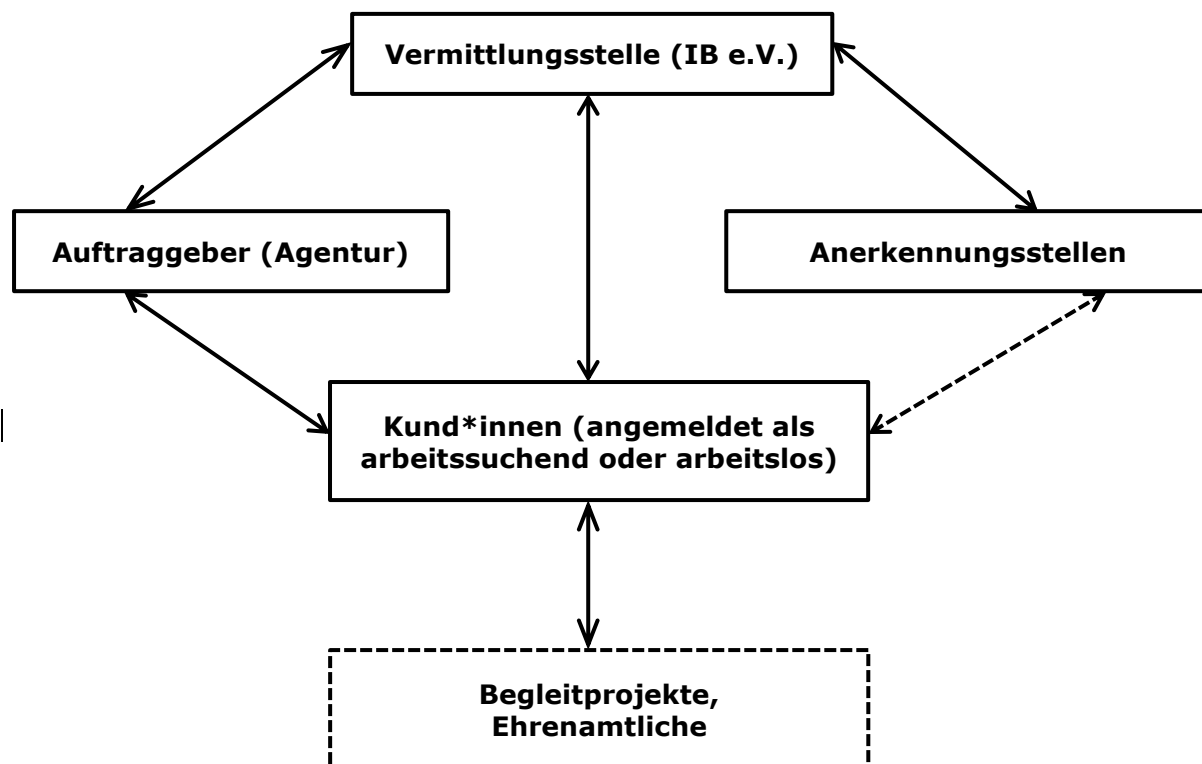 Vermittlungsstelle (IB e.V.)
Auftraggeber (Agentur)
Anerkennungsstellen
Kund*innen (angemeldet als
arbeitssuchend oder arbeitslos)
Begleitprojekte,
Ehrenamtliche